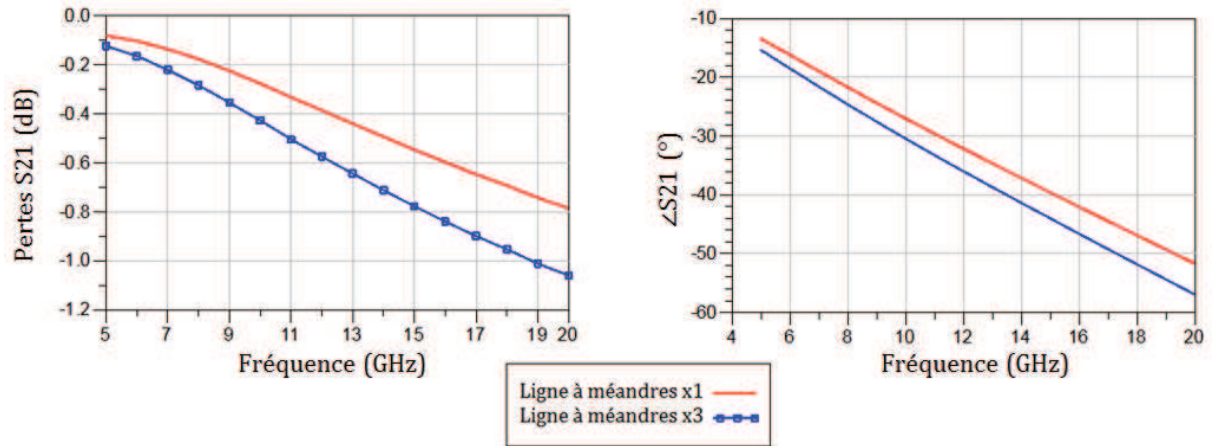 Pertes S21 (dB)
0.0
-0.2
-0.4
-0.6
-0.8
-1.0
-1.2
5 7 9 11 13 15 17 19 20
Fréquence (GHz)
∠S21 (°)
-10
-20
-30
-40
-50
-60
4 6 8 10 12 14 16 18 20
Fréquence (GHz)
Ligne à méandres x1
Ligne à méandres x3